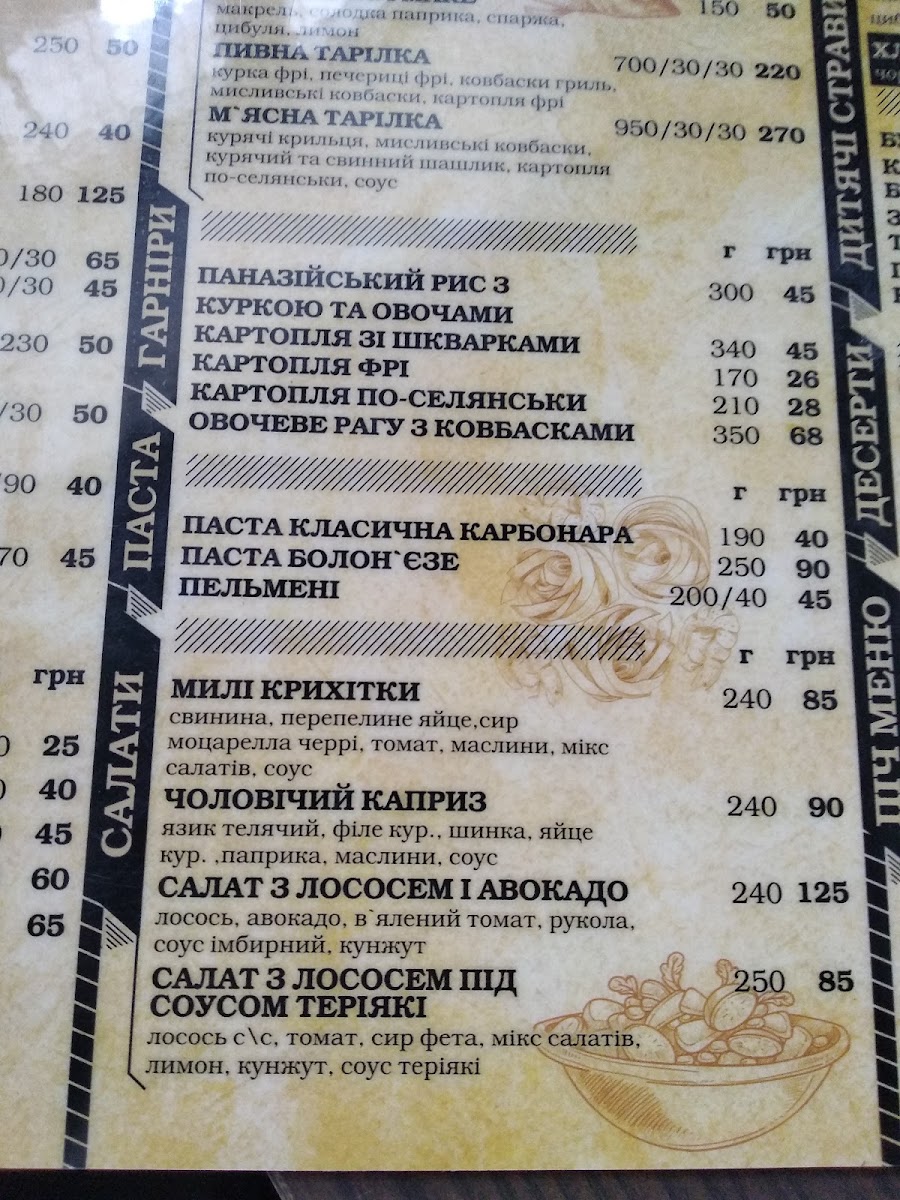 макрель, солодка паприка, спаржа, 150 50
цибуля, лимон
ПИВНА ТАРІЛКА 700/30/30 220
курка фрі, печериці фрі, ковбаски гриль,
мисливські ковбаски, картопля фрі
М`ЯСНА ТАРІЛКА 950/30/30 270
курячі крильця, мисливські ковбаски,
курячий та свинний шашлик, картопля
по-селянськи, соус
250 50
240 40
180 125
0/30 65
0/30 45
230 50
/30 50
/90 40
70 45
грн
25
40
45
60
65
ГАРНІРИ
г грн
ПАНАЗІЙСЬКИЙ РИС З 300 45
КУРКОЮ ТА ОВОЧАМИ
КАРТОПЛЯ ЗІ ШКВАРКАМИ 340 45
КАРТОПЛЯ ФРІ 170 26
КАРТОПЛЯ ПО-СЕЛЯНСЬКИ 210 28
ОВОЧЕВЕ РАГУ З КОВБАСКАМИ 350 68
ПАСТА
г грн
ПАСТА КЛАСИЧНА КАРБОНАРА 190 40
ПАСТА БОЛОН`ЄЗЕ 250 90
ПЕЛЬМЕНІ 200/40 45
САЛАТИ
г грн
МИЛІ КРИХІТКИ 240 85
свинина, перепелине яйце,сир
моцарелла черрі, томат, маслини, мікс
салатів, соус
ЧОЛОВІЧИЙ КАПРИЗ 240 90
язик телячий, філе кур., шинка, яйце
кур. ,паприка, маслини, соус
САЛАТ З ЛОСОСЕМ І АВОКАДО 240 125
лосось, авокадо, в`ялений томат, рукола,
соус імбирний, кунжут
САЛАТ З ЛОСОСЕМ ПІД 250 85
СОУСОМ ТЕРІЯКІ
лосось с\с, томат, сир фета, мікс салатів,
лимон, кунжут, соус теріякі
ДИТЯЧІ СТРАВИ
ДЕСЕРТИ
ПІЧ МЕНЮ